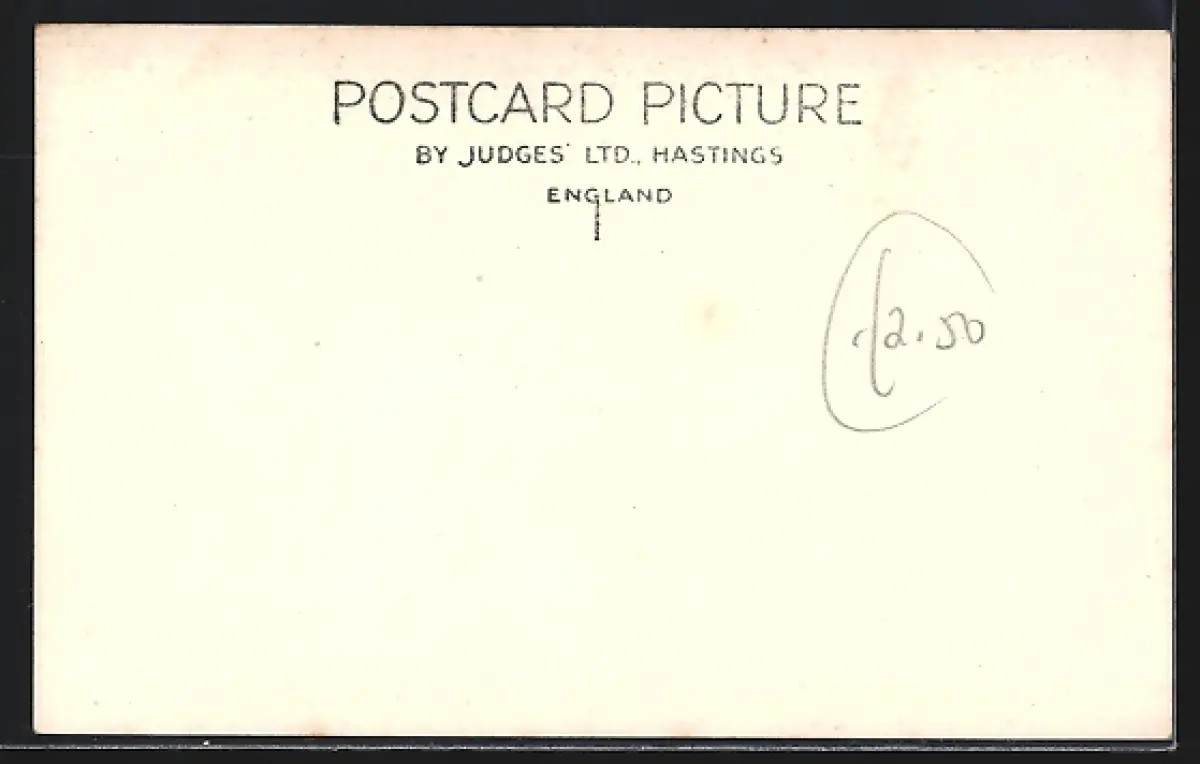 POSTCARD PICTURE
BY JUDGES' LTD., HASTINGS
ENGLAND
£2.50